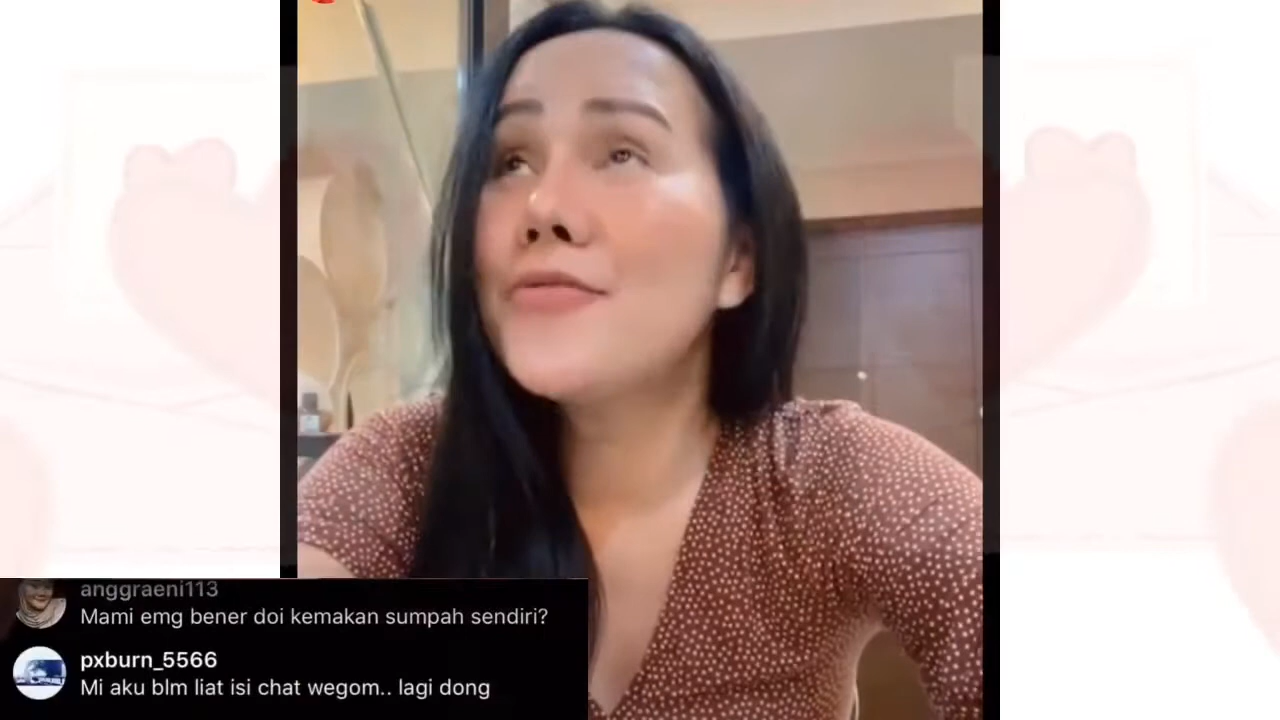 anggraeni113
Mami emg bener doi kemakan sumpah sendiri?
pxburn_5566
Mi aku blm liat isi chat wegom.. lagi dong